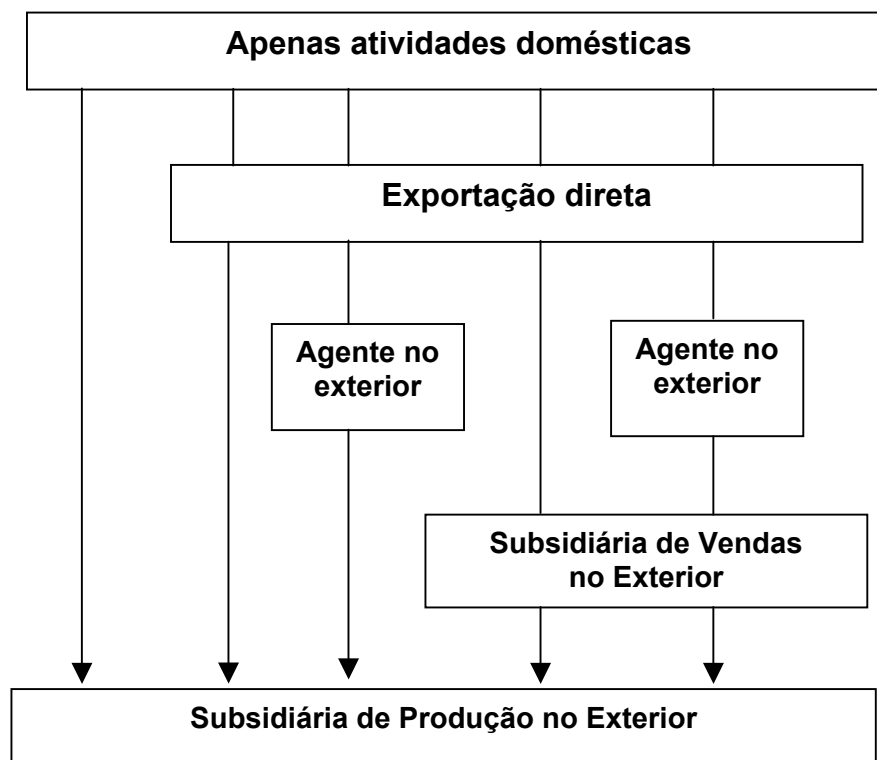 Apenas atividades domésticas
Exportação direta
Agente no
exterior
Agente no
exterior
Subsidiária de Vendas
no Exterior
Subsidiária de Produção no Exterior